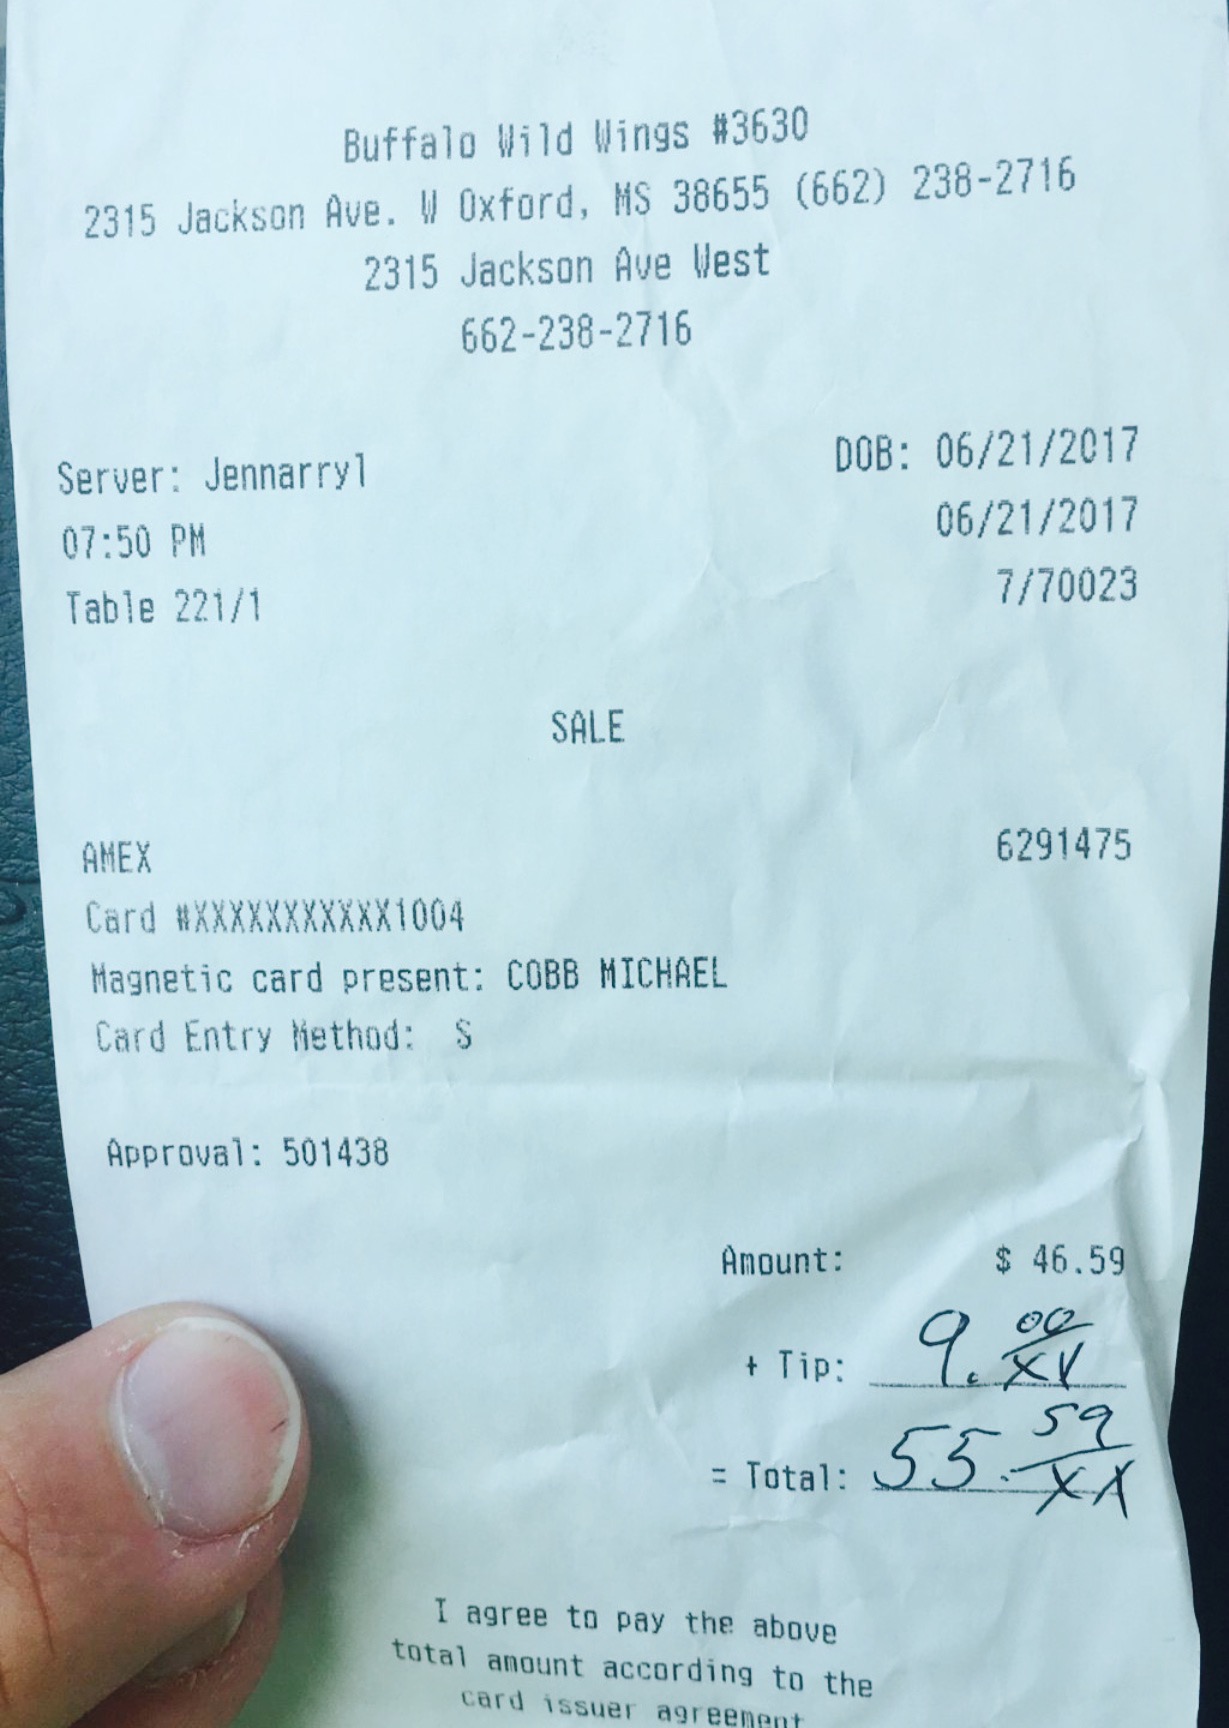 Buffalo Wild Wings #3630
2315 Jackson Ave. W Oxford, MS 38655 (662) 238-2716
2315 Jackson Ave West
662-238-2716
Server: Jennarryl DOB: 06/21/2017
07:50 PM 06/21/2017
Table 221/1 7/70023
SALE
AMEX 6291475
Card #XXXXXXXXXXX1004
Magnetic card present: COBB MICHAEL
Card Entry Method: S
Approval: 501438
Amount: $ 46.59
+ Tip: 9. 00/XX
= Total: 55. 59/XX
I agree to pay the above
total amount according to the
card issuer agreement